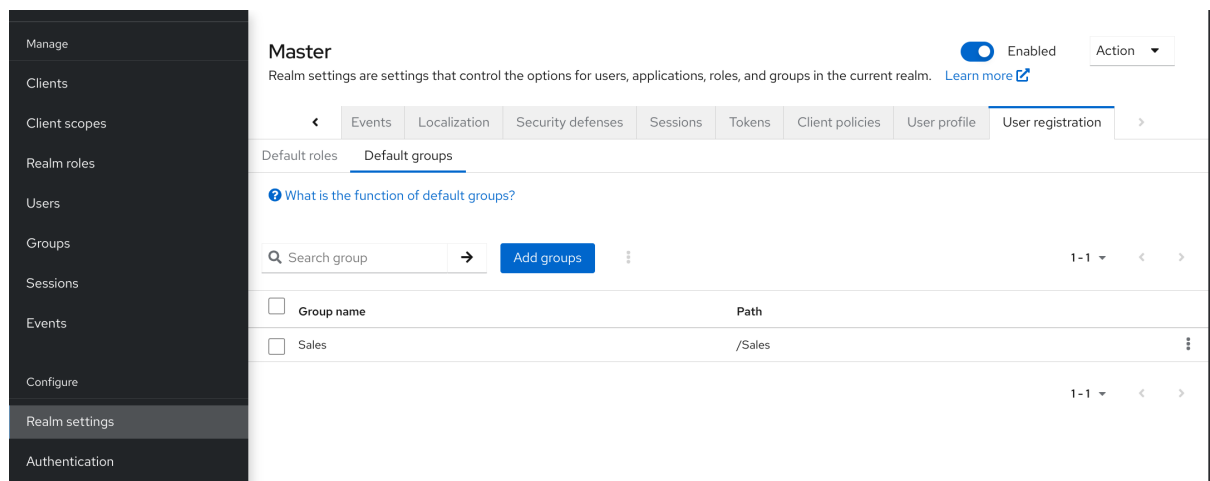 Manage
Clients
Client scopes
Realm roles
Users
Groups
Sessions
Events
Configure
Realm settings
Authentication
Master
Enabled
Action
Realm settings are settings that control the options for users, applications, roles, and groups in the current realm. Learn more
Events Localization Security defenses Sessions Tokens Client policies User profile User registration
Default roles Default groups
What is the function of default groups?
Search group Add groups 1 - 1
Group name Path
Sales /Sales
1 - 1